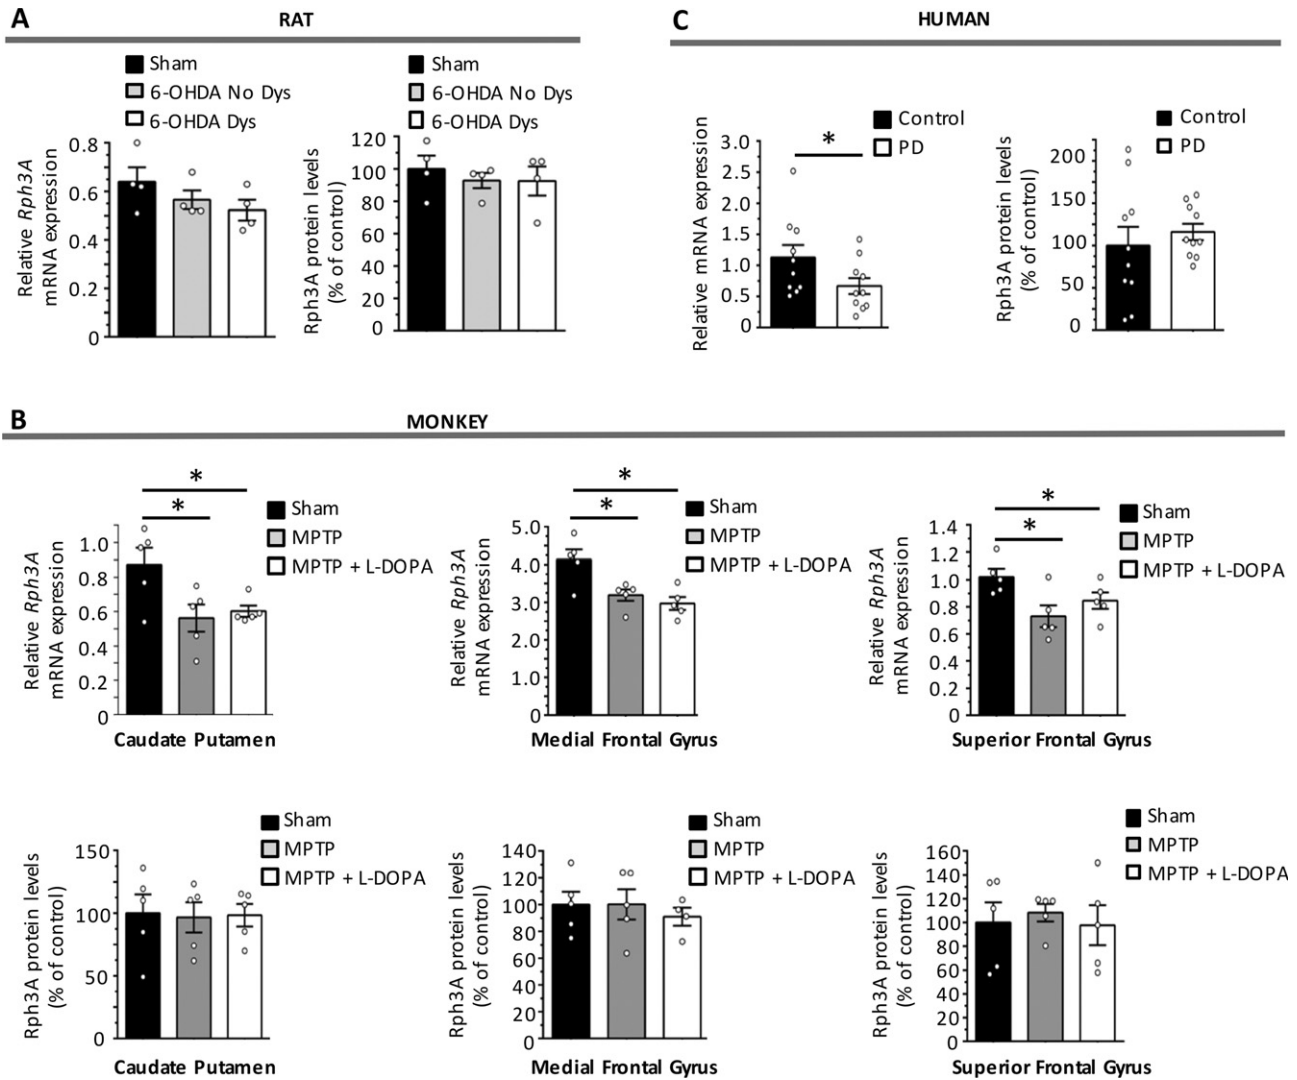 A
RAT
Sham
6-OHDA No Dys
6-OHDA Dys
Relative Rph3A
mRNA expression
0.8
0.6
0.4
0.2
0
Sham
6-OHDA No Dys
6-OHDA Dys
Rph3A protein levels
(% of control)
120
100
80
60
40
20
0
C
HUMAN
Control
PD
*
Relative mRNA expression
3.0
2.5
2.0
1.5
1.0
0.5
0
Control
PD
Rph3A protein levels
(% of control)
200
150
100
50
0
B
MONKEY
*
*
Sham
MPTP
MPTP + L-DOPA
Relative Rph3A
mRNA expression
1.0
0.8
0.6
0.4
0.2
0
Caudate Putamen
*
*
Sham
MPTP
MPTP + L-DOPA
Relative Rph3A
mRNA expression
5.0
4.0
3.0
2.0
1.0
0
Medial Frontal Gyrus
*
*
Sham
MPTP
MPTP + L-DOPA
Relative Rph3A
mRNA expression
1.4
1.2
1.0
0.8
0.6
0.4
0.2
0
Superior Frontal Gyrus
Sham
MPTP
MPTP + L-DOPA
Rph3A protein levels
(% of control)
150
100
50
0
Caudate Putamen
Sham
MPTP
MPTP + L-DOPA
Rph3A protein levels
(% of control)
140
120
100
80
60
40
20
0
Medial Frontal Gyrus
Sham
MPTP
MPTP + L-DOPA
Rph3A protein levels
(% of control)
160
140
120
100
80
60
40
20
0
Superior Frontal Gyrus